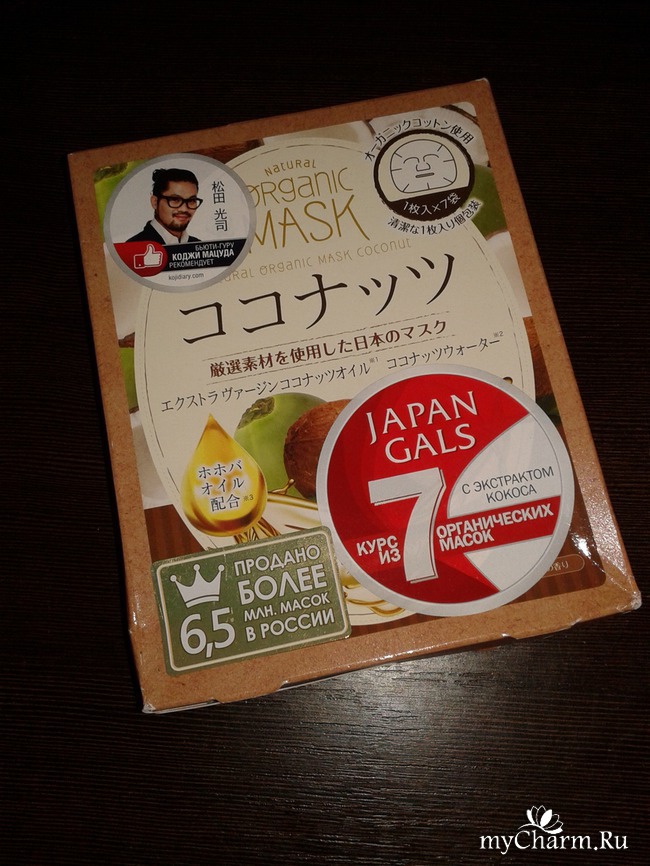 Natural
ORGANIC
MASK
NATURAL ORGANIC MASK COCONUT
松田光司
БЬЮТИ-ГУРУ
КОДЖИ МАЦУДА
РЕКОМЕНДУЕТ
kojidiary.com
オーガニックコットン使用
1枚入×7袋
清潔な1枚入り個包装
ココナッツ
厳選素材を使用した日本のマスク
エクストラヴァージンココナッツオイル※1 ココナッツウォーター※2
JAPAN
GALS
С ЭКСТРАКТОМ
КОКОСА
7
КУРС ИЗ
ОРГАНИЧЕСКИХ
МАСОК
ホホバ
オイル
配合※3
の香り
ПРОДАНО
БОЛЕЕ
6,5 МЛН. МАСОК
В РОССИИ
myCharm.Ru